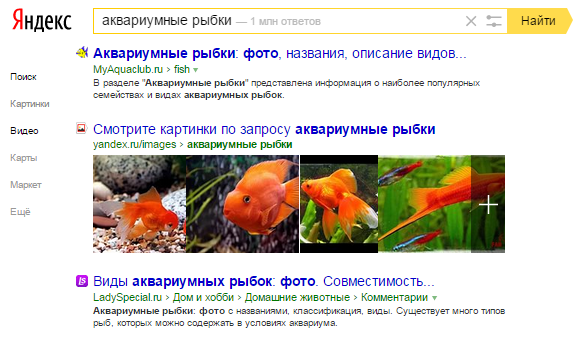 Яндекс
аквариумные рыбки — 1 млн ответов
Найти
Поиск
Картинки
Видео
Карты
Маркет
Ещё
Аквариумные рыбки: фото, названия, описание видов...
MyAquaclub.ru › fish
В разделе "Аквариумные рыбки" представлена информация о наиболее популярных
семействах и видах аквариумных рыбок.
Смотрите картинки по запросу аквариумные рыбки
yandex.ru/images › аквариумные рыбки
Виды аквариумных рыбок: фото. Совместимость...
LadySpecial.ru › Дом и хобби › Домашние животные › Комментарии
Аквариумные рыбки: фото с названиями, классификация, виды. Существует много типов
рыб, которых можно содержать в условиях аквариума.